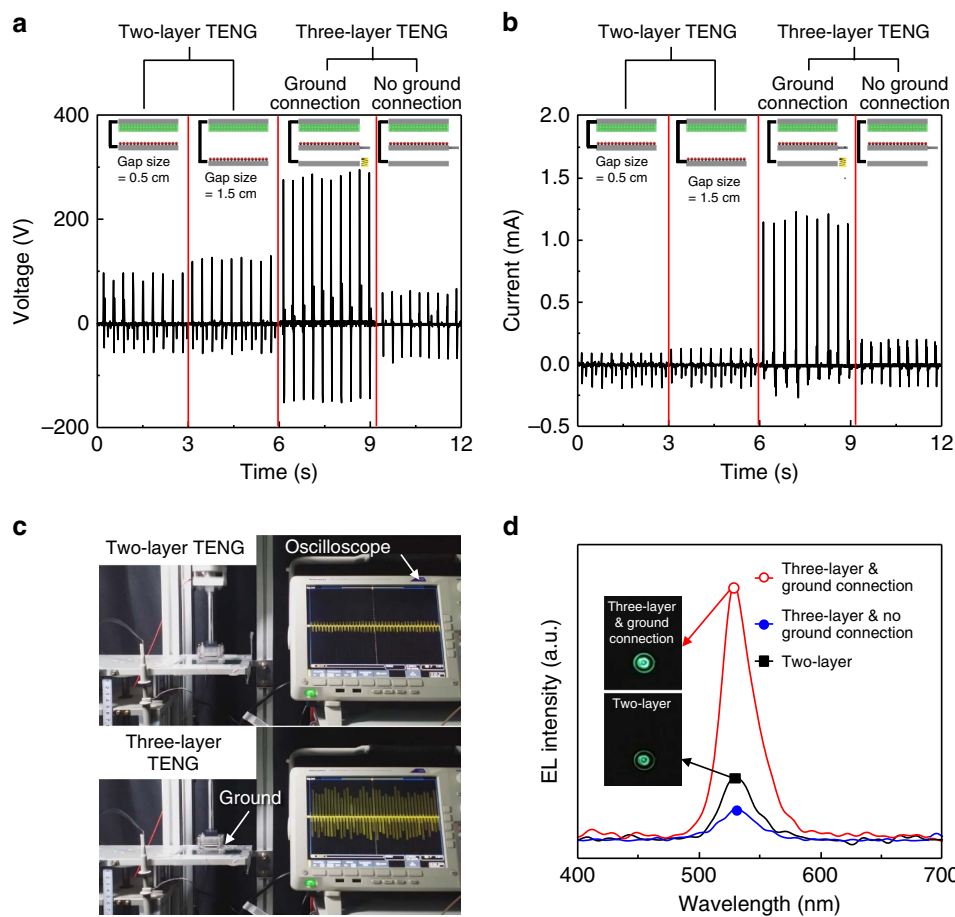 a
Two-layer TENG
Three-layer TENG
Ground
connection
No ground
connection
400
200
0
–200
Voltage (V)
Gap size
= 0.5 cm
Gap size
= 1.5 cm
0
3
6
9
12
Time (s)
b
Two-layer TENG
Three-layer TENG
Ground
connection
No ground
connection
2.0
1.5
1.0
0.5
0.0
–0.5
Current (mA)
Gap size
= 0.5 cm
Gap size
= 1.5 cm
0
3
6
9
12
Time (s)
c
Two-layer TENG
Oscilloscope
Three-layer
TENG
Ground
d
EL intensity (a.u.)
Three-layer &
ground connection
Three-layer & no
ground connection
Two-layer
Three-layer
& ground
connection
Two-layer
400
500
600
700
Wavelength (nm)